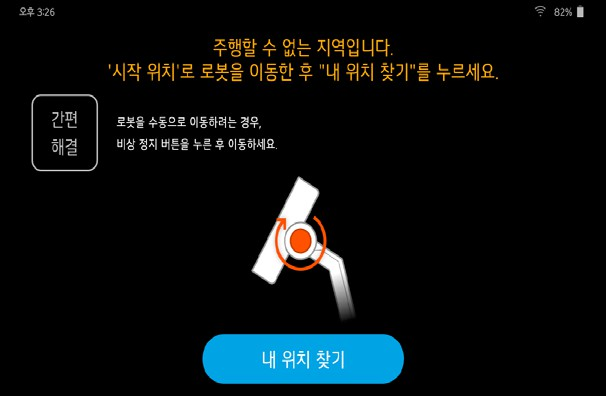 오후 3:26
82%
주행할 수 없는 지역입니다.
'시작 위치'로 로봇을 이동한 후 "내 위치 찾기"를 누르세요.
간편
해결
로봇을 수동으로 이동하려는 경우,
비상 정지 버튼을 누른 후 이동하세요.
내 위치 찾기